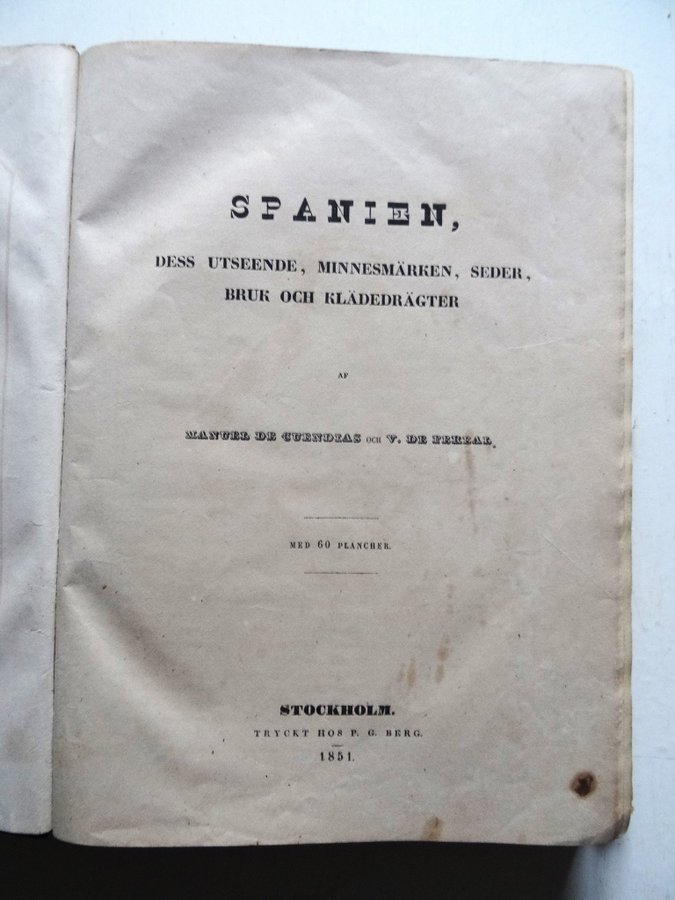 SPANIEN,
DESS UTSEENDE, MINNESMÄRKEN, SEDER,
BRUK OCH KLÄDEDRÄGTER
AF
MANUEL DE CUENDIAS OCH V. DE FEREAL.
MED 60 PLANCHER.
STOCKHOLM.
TRYCKT HOS P. G. BERG.
1851.